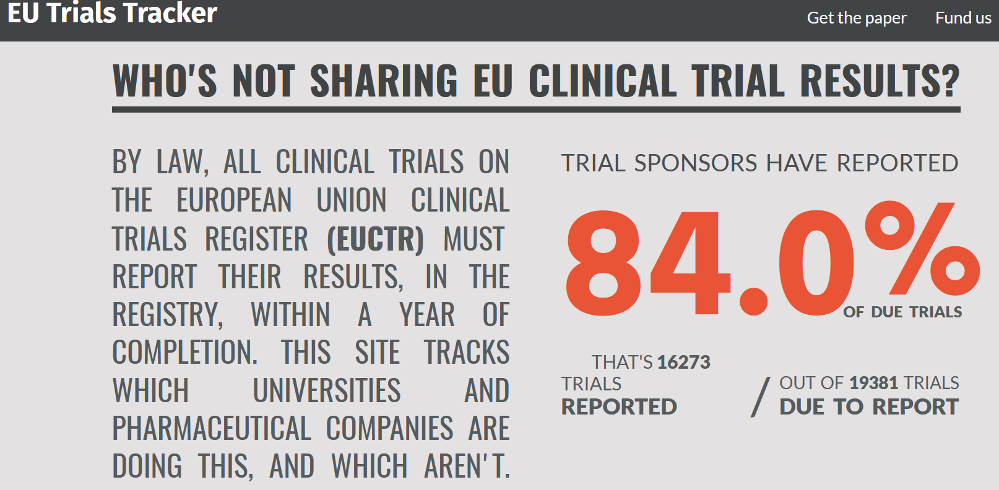 EU Trials Tracker
Get the paper
Fund us
WHO'S NOT SHARING EU CLINICAL TRIAL RESULTS?
BY LAW, ALL CLINICAL TRIALS ON
THE EUROPEAN UNION CLINICAL
TRIALS REGISTER (EUCTR) MUST
REPORT THEIR RESULTS, IN THE
REGISTRY, WITHIN A YEAR OF
COMPLETION. THIS SITE TRACKS
WHICH UNIVERSITIES AND
PHARMACEUTICAL COMPANIES ARE
DOING THIS, AND WHICH AREN'T.
TRIAL SPONSORS HAVE REPORTED
84.0%
OF DUE TRIALS
THAT'S 16273
TRIALS
REPORTED
/
OUT OF 19381 TRIALS
DUE TO REPORT